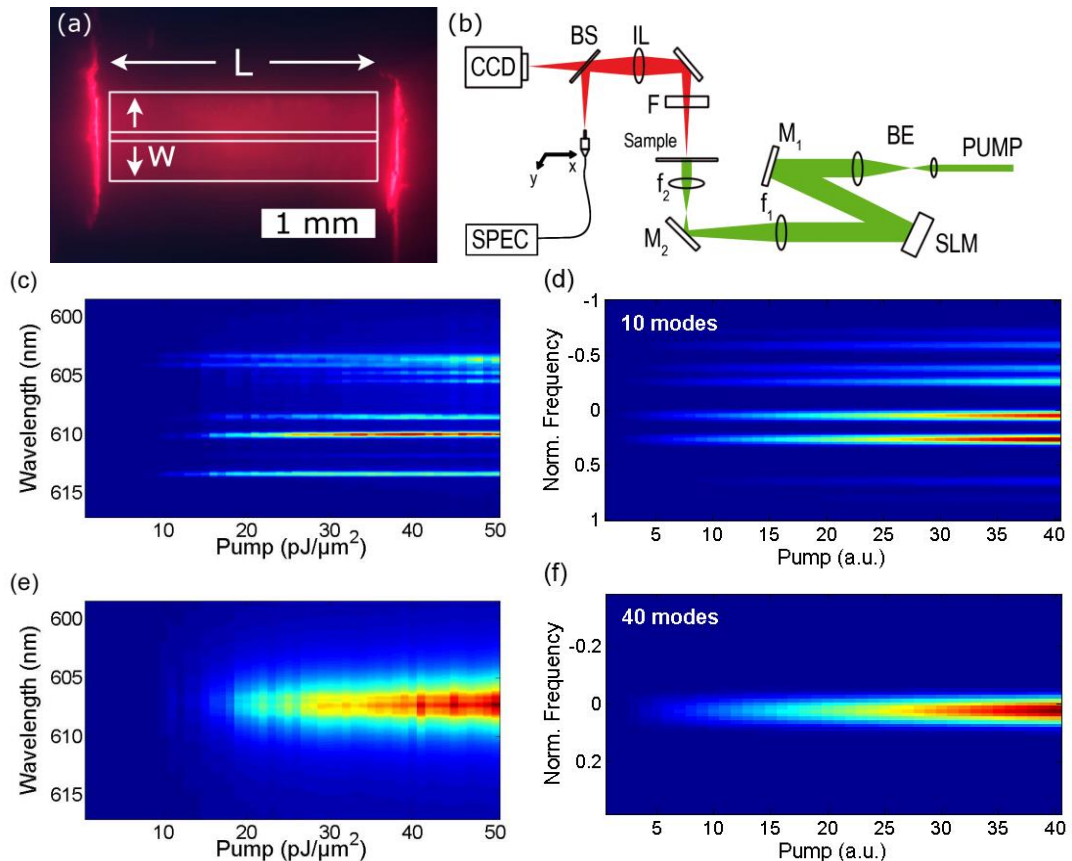 (a)
L
W
1 mm
(b)
CCD
BS
IL
F
Sample
x
y
f2
SPEC
M2
f1
M1
BE
PUMP
SLM
(c)
Wavelength (nm)
600
605
610
615
10 20 30 40 50
Pump (pJ/µm²)
(d)
10 modes
Norm. Frequency
-1
-0.5
0
0.5
1
5 10 15 20 25 30 35 40
Pump (a.u.)
(e)
Wavelength (nm)
600
605
610
615
10 20 30 40 50
Pump (pJ/µm²)
(f)
40 modes
Norm. Frequency
-0.2
0
0.2
5 10 15 20 25 30 35 40
Pump (a.u.)